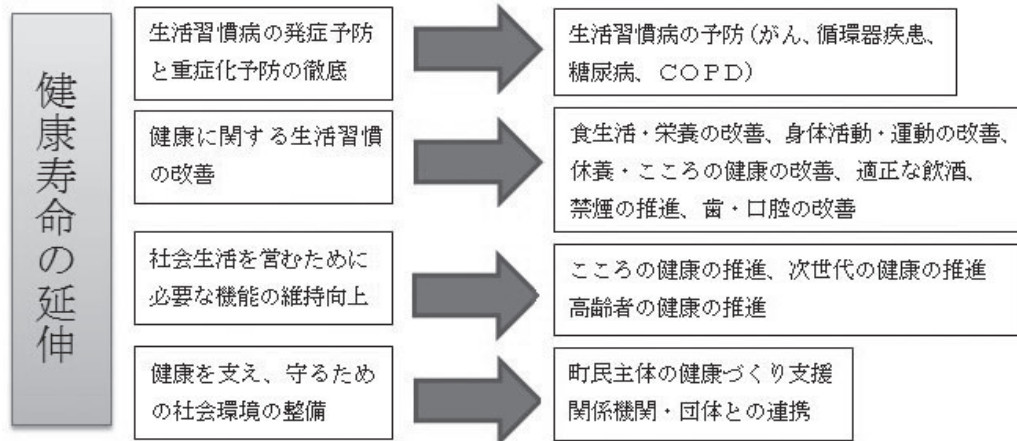 健康寿命の延伸
生活習慣病の発症予防
と重症化予防の徹底
生活習慣病の予防（がん、循環器疾患、
糖尿病、ＣＯＰＤ）
健康に関する生活習慣
の改善
食生活・栄養の改善、身体活動・運動の改善、
休養・こころの健康の改善、適正な飲酒、
禁煙の推進、歯・口腔の改善
社会生活を営むために
必要な機能の維持向上
こころの健康の推進、次世代の健康の推進
高齢者の健康の推進
健康を支え、守るため
の社会環境の整備
町民主体の健康づくり支援
関係機関・団体との連携